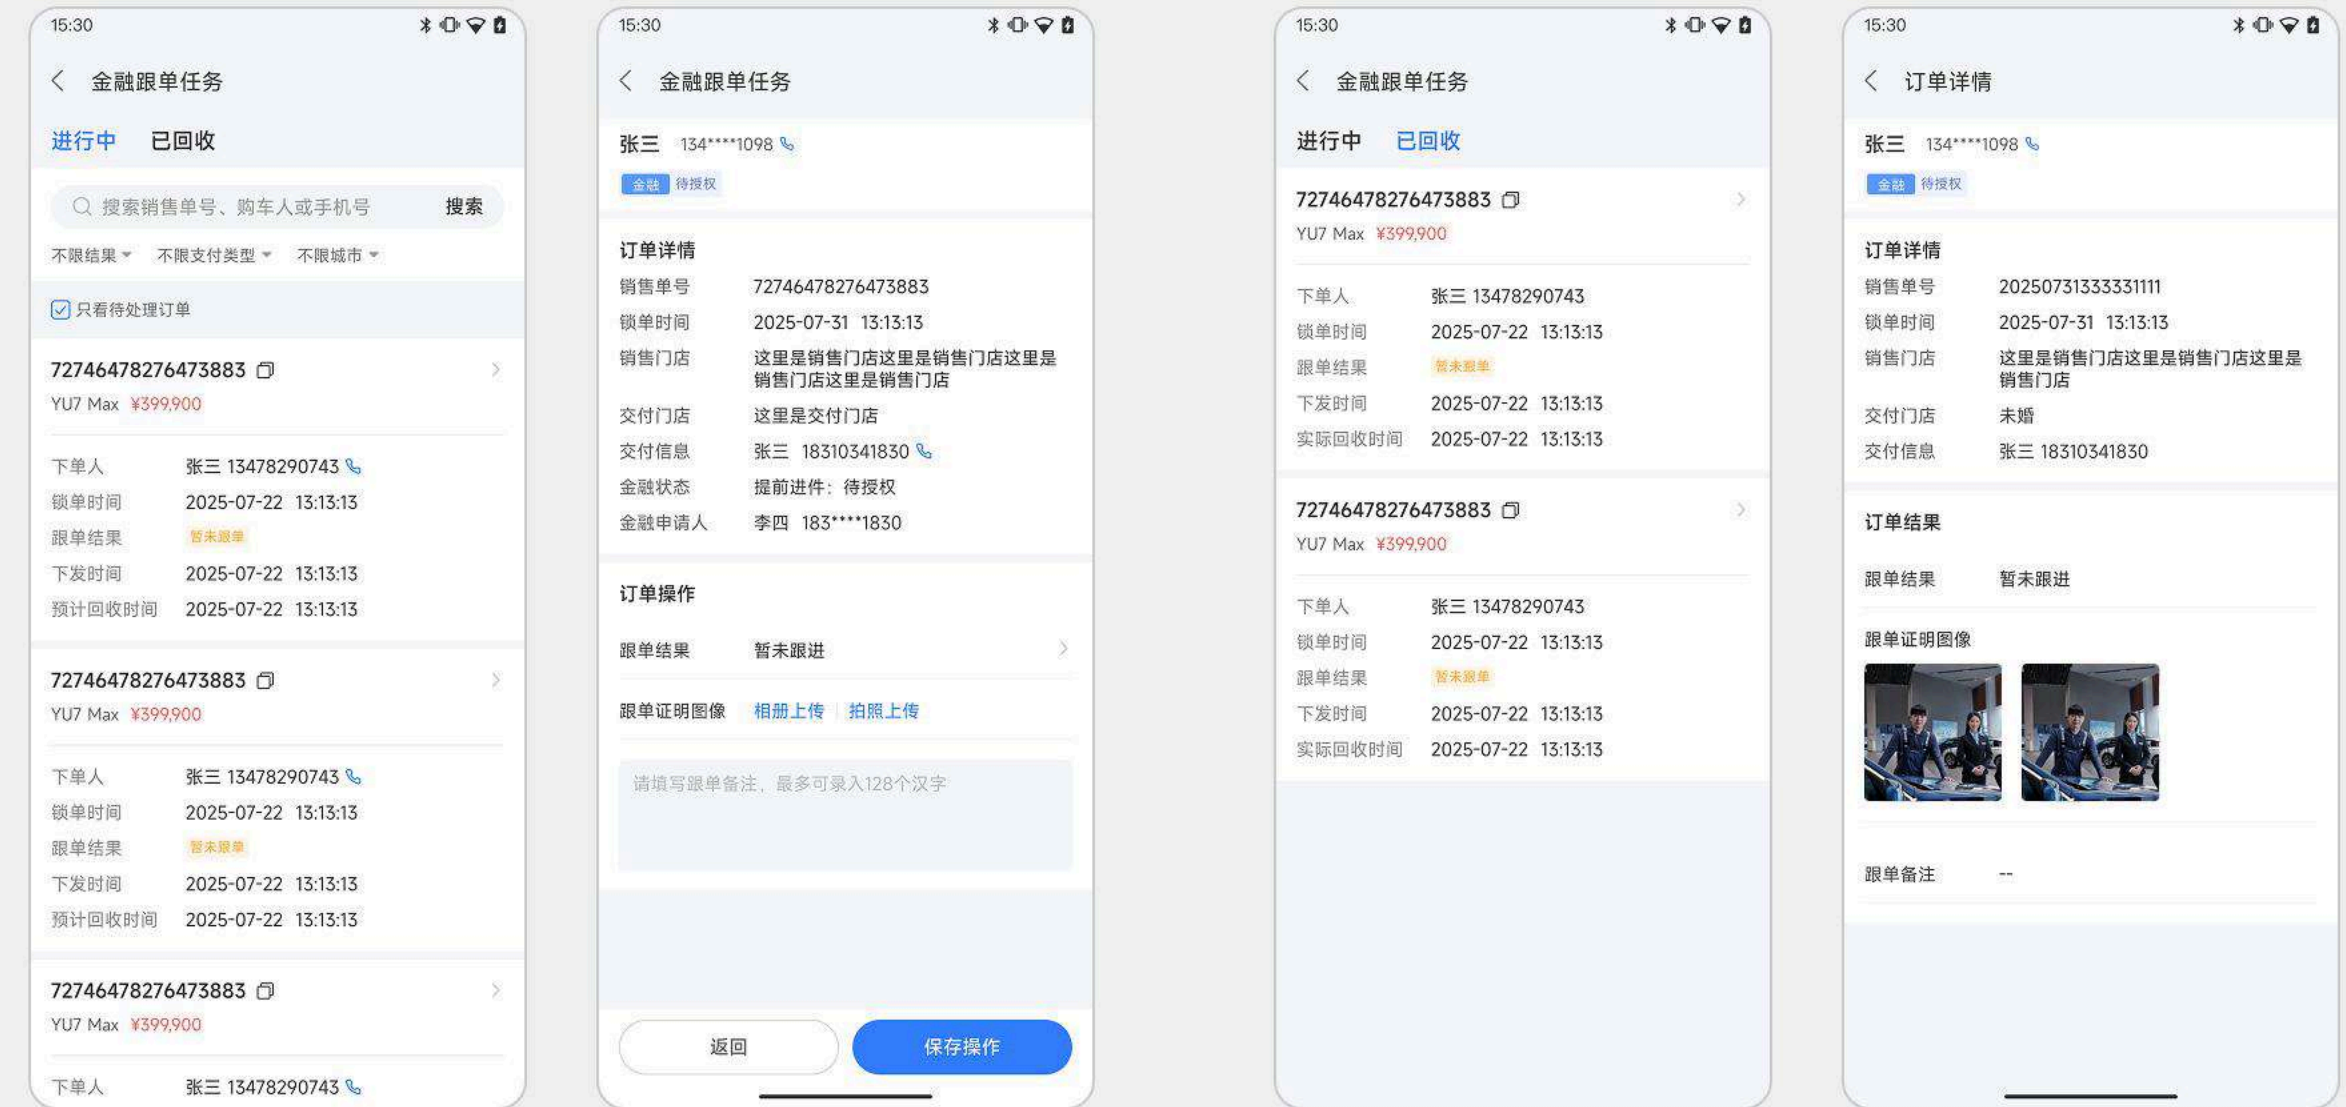 15:30
金融跟单任务
进行中 已回收
搜索销售单号、购车人或手机号 搜索
不限结果 不限支付类型 不限城市
只看待处理订单
72746478276473883
YU7 Max ¥399,900
下单人 张三 13478290743
锁单时间 2025-07-22 13:13:13
跟单结果 暂未跟单
下发时间 2025-07-22 13:13:13
预计回收时间 2025-07-22 13:13:13
72746478276473883
YU7 Max ¥399,900
下单人 张三 13478290743
锁单时间 2025-07-22 13:13:13
跟单结果 暂未跟单
下发时间 2025-07-22 13:13:13
预计回收时间 2025-07-22 13:13:13
72746478276473883
YU7 Max ¥399,900
下单人 张三 13478290743
15:30
金融跟单任务
张三 134****1098
金融 待授权
订单详情
销售单号 72746478276473883
锁单时间 2025-07-31 13:13:13
销售门店 这里是销售门店这里是销售门店这里是
销售门店这里是销售门店
交付门店 这里是交付门店
交付信息 张三 18310341830
金融状态 提前进件：待授权
金融申请人 李四 183****1830
订单操作
跟单结果 暂未跟进
跟单证明图像 相册上传 拍照上传
请填写跟单备注，最多可录入128个汉字
返回 保存操作
15:30
金融跟单任务
进行中 已回收
72746478276473883
YU7 Max ¥399,900
下单人 张三 13478290743
锁单时间 2025-07-22 13:13:13
跟单结果 暂未跟单
下发时间 2025-07-22 13:13:13
实际回收时间 2025-07-22 13:13:13
72746478276473883
YU7 Max ¥399,900
下单人 张三 13478290743
锁单时间 2025-07-22 13:13:13
跟单结果 暂未跟单
下发时间 2025-07-22 13:13:13
实际回收时间 2025-07-22 13:13:13
15:30
订单详情
张三 134****1098
金融 待授权
订单详情
销售单号 20250731333331111
锁单时间 2025-07-31 13:13:13
销售门店 这里是销售门店这里是销售门店这里是
销售门店
交付门店 未婚
交付信息 张三 18310341830
订单结果
跟单结果 暂未跟进
跟单证明图像
跟单备注 --